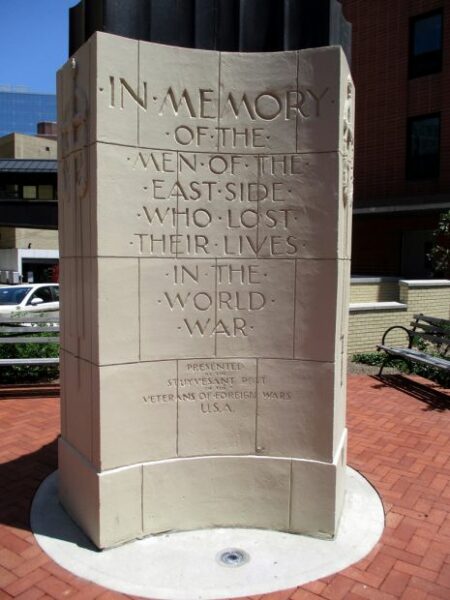 ·IN·MEMORY·
·OF·THE·
·MEN·OF·THE·
·EAST·SIDE·
·WHO·LOST·
·THEIR·LIVES·
·IN·THE·
·WORLD·
·WAR·
PRESENTED
BY THE
STUYVESANT POST
OF THE
VETERANS OF FOREIGN WARS
U.S.A.